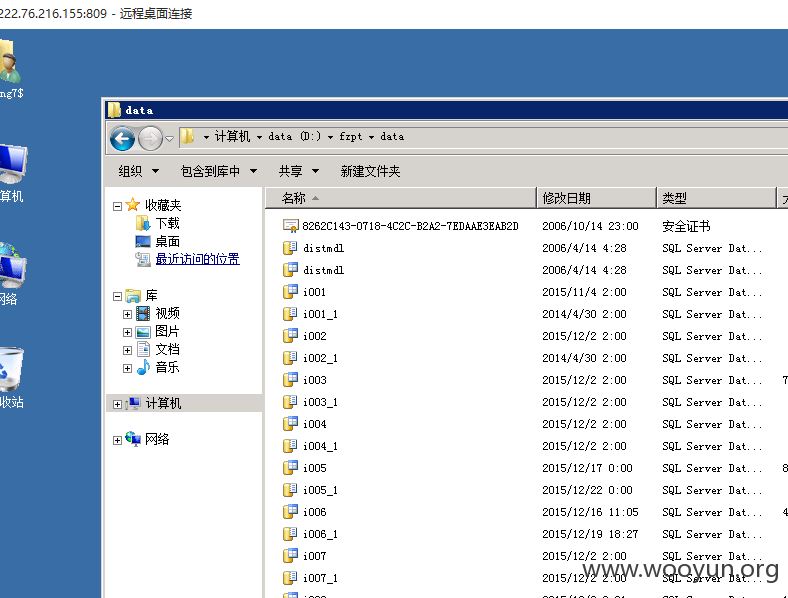 222.76.216.155:809 - 远程桌面连接
ng7$
算机
网络
收站
data
计算机 data (D:) fzpt data
组织 包含到库中 共享 新建文件夹
收藏夹
下载
桌面
最近访问的位置
库
视频
图片
文档
音乐
计算机
网络
名称 修改日期 类型
8262C143-0718-4C2C-B2A2-7EDAAE3EAB2D 2006/10/14 23:00 安全证书
distmdl 2006/4/14 4:28 SQL Server Dat...
distmdl 2006/4/14 4:28 SQL Server Dat...
i001 2015/11/4 2:00 SQL Server Dat...
i001_1 2014/4/30 2:00 SQL Server Dat...
i002 2015/12/2 2:00 SQL Server Dat...
i002_1 2014/4/30 2:00 SQL Server Dat...
i003 2015/12/2 2:00 SQL Server Dat... 7
i003_1 2015/12/2 2:00 SQL Server Dat...
i004 2015/12/2 2:00 SQL Server Dat...
i004_1 2015/12/2 2:00 SQL Server Dat...
i005 2015/12/17 0:00 SQL Server Dat... 8
i005_1 2015/12/22 0:00 SQL Server Dat...
i006 2015/12/16 11:05 SQL Server Dat... 4
i006_1 2015/12/19 18:27 SQL Server Dat...
i007 2015/12/2 2:00 SQL Server Dat...
i007_1 2015/12/2 2:00 SQL Server Dat...
www.wooyun.org